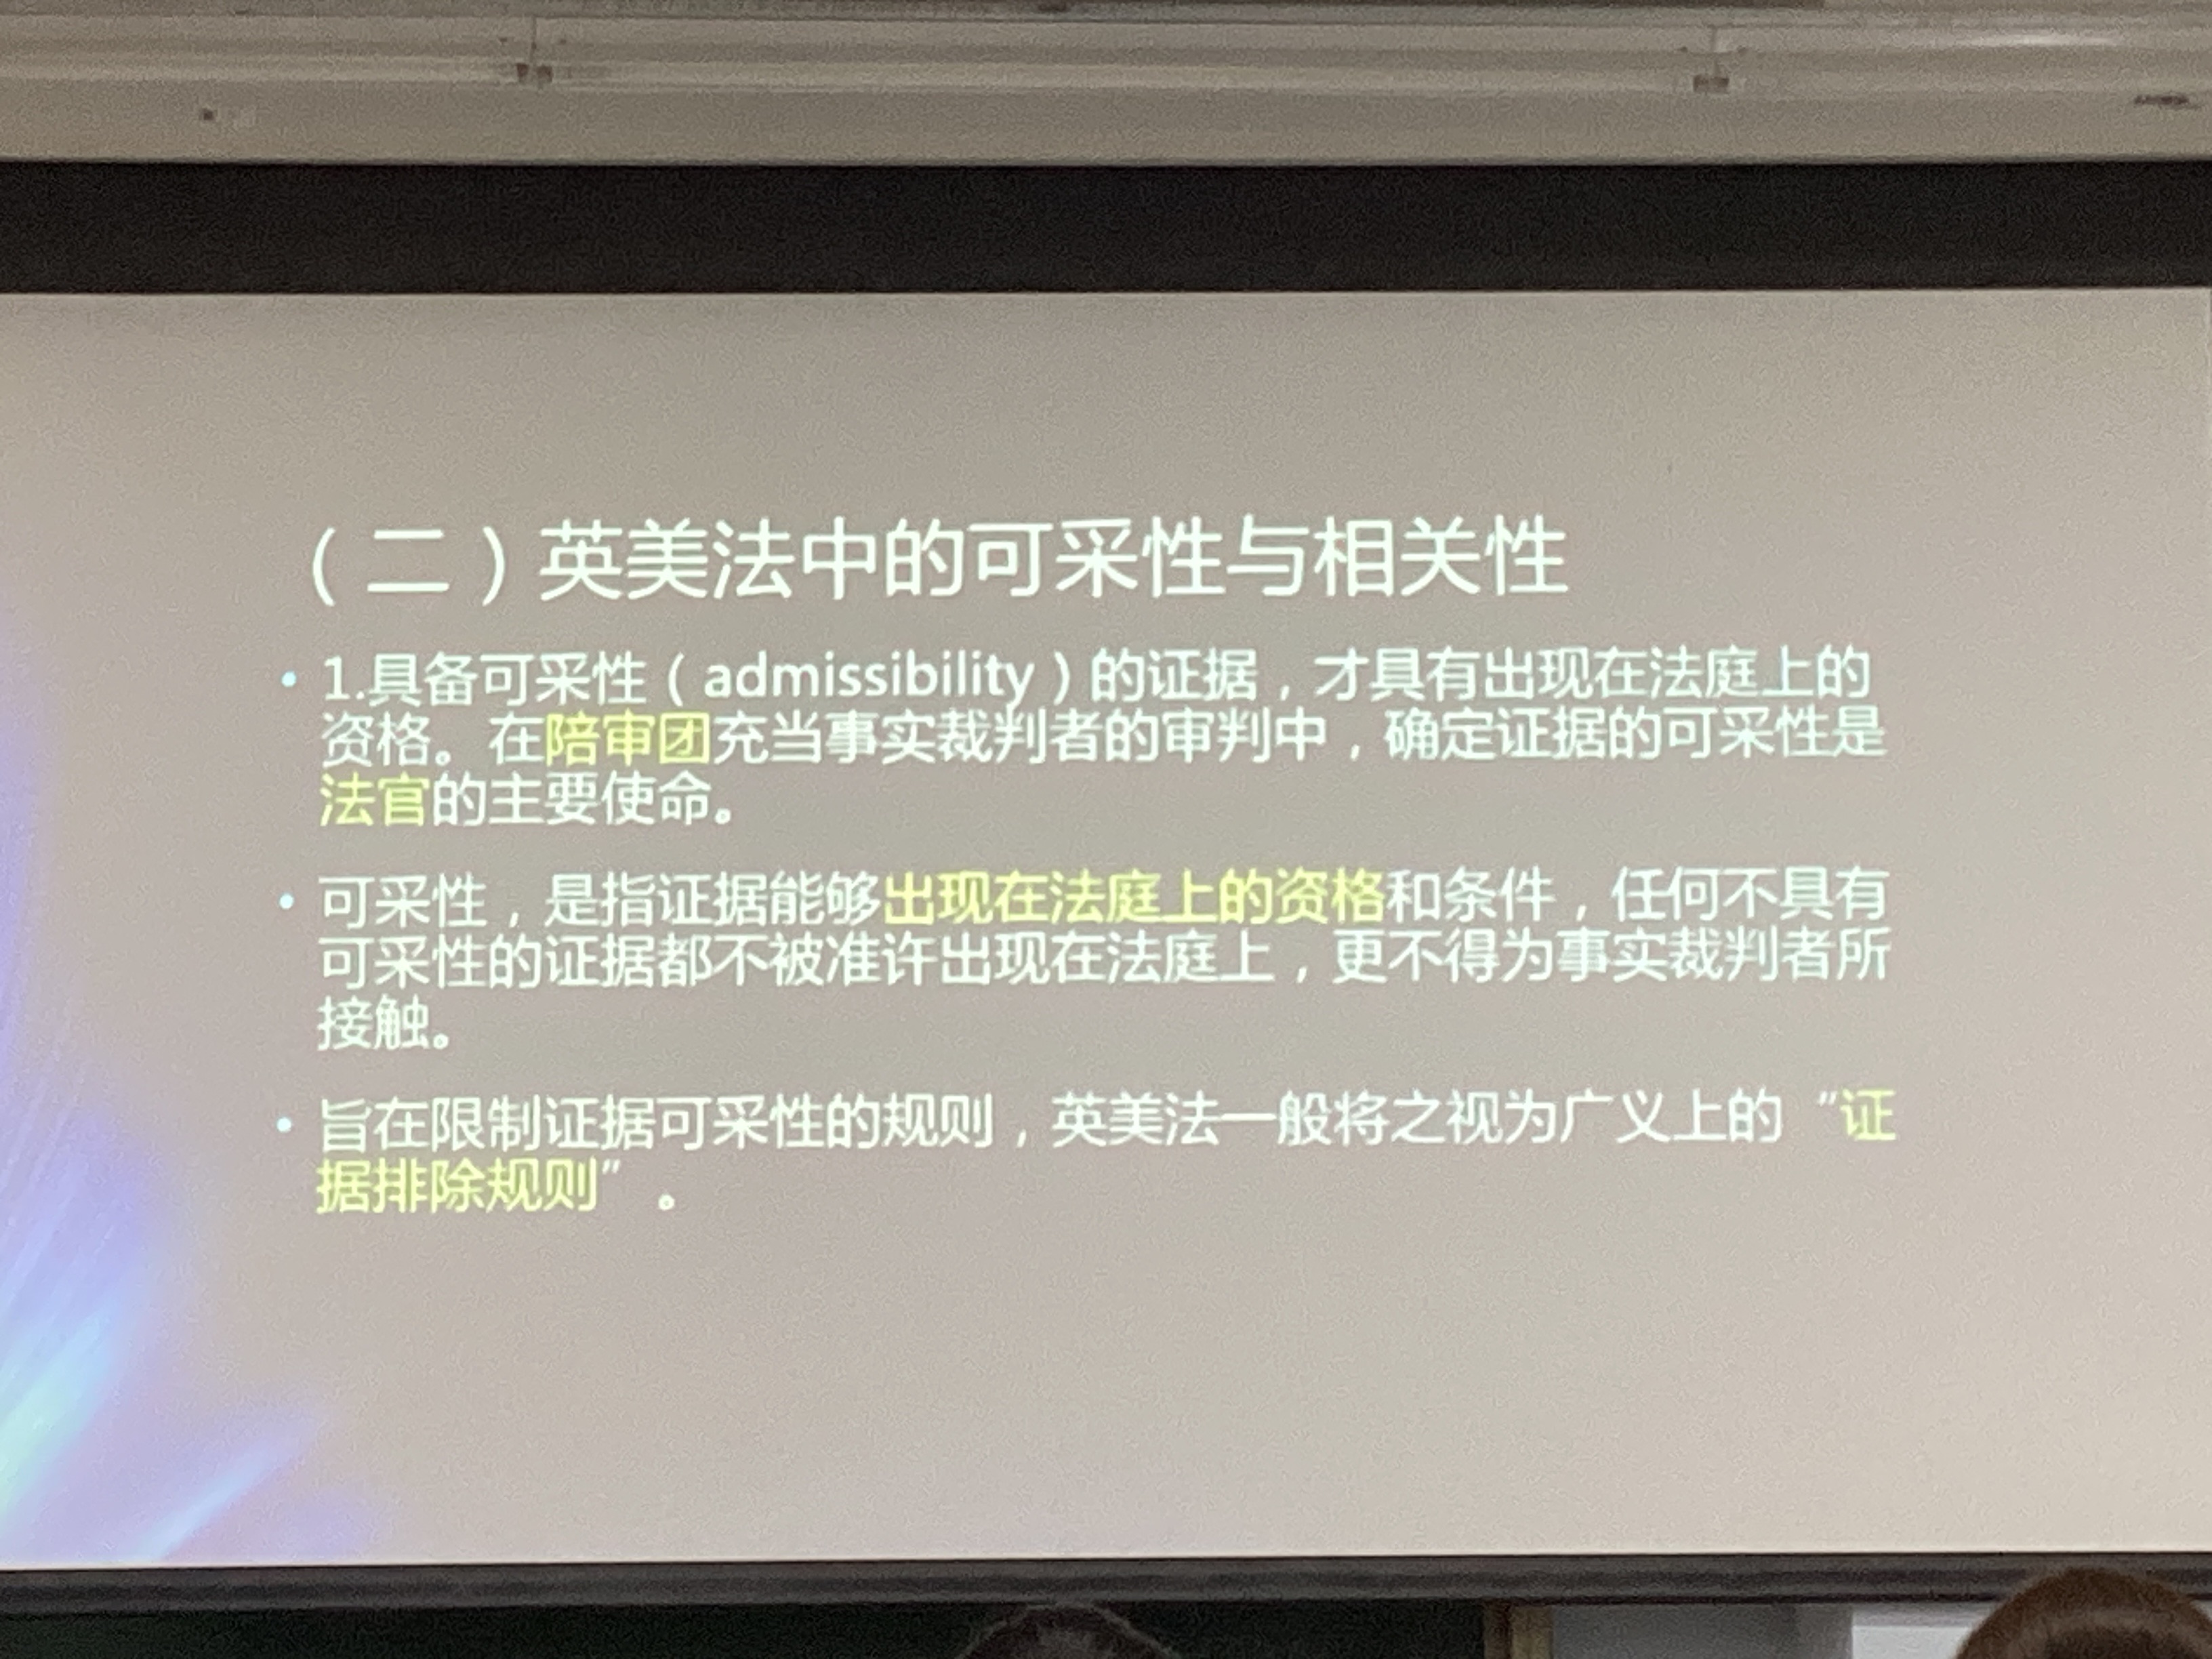 （二）英美法中的可采性与相关性
• 1.具备可采性（admissibility）的证据，才具有出现在法庭上的
资格。在陪审团充当事实裁判者的审判中，确定证据的可采性是
法官的主要使命。
• 可采性，是指证据能够出现在法庭上的资格和条件，任何不具有
可采性的证据都不被准许出现在法庭上，更不得为事实裁判者所
接触。
• 旨在限制证据可采性的规则，英美法一般将之视为广义上的“证
据排除规则”。